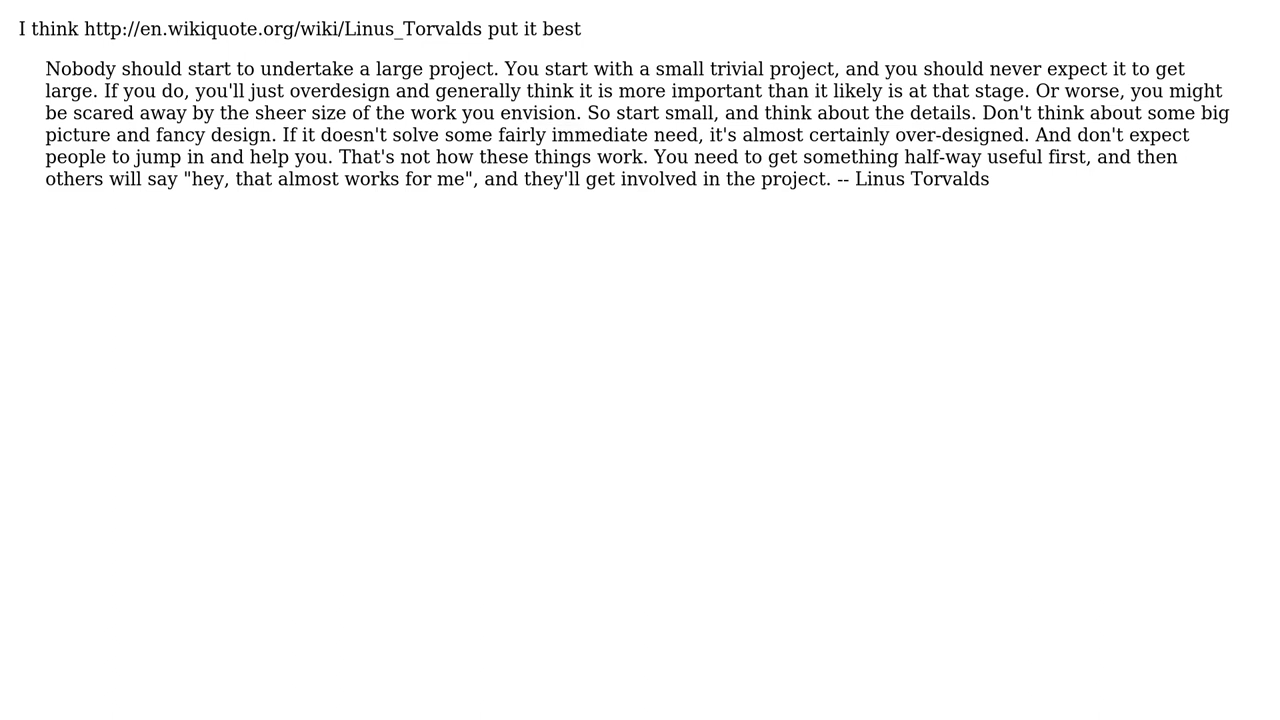 I think http://en.wikiquote.org/wiki/Linus_Torvalds put it best
Nobody should start to undertake a large project. You start with a small trivial project, and you should never expect it to get
large. If you do, you'll just overdesign and generally think it is more important than it likely is at that stage. Or worse, you might
be scared away by the sheer size of the work you envision. So start small, and think about the details. Don't think about some big
picture and fancy design. If it doesn't solve some fairly immediate need, it's almost certainly over-designed. And don't expect
people to jump in and help you. That's not how these things work. You need to get something half-way useful first, and then
others will say "hey, that almost works for me", and they'll get involved in the project. -- Linus Torvalds